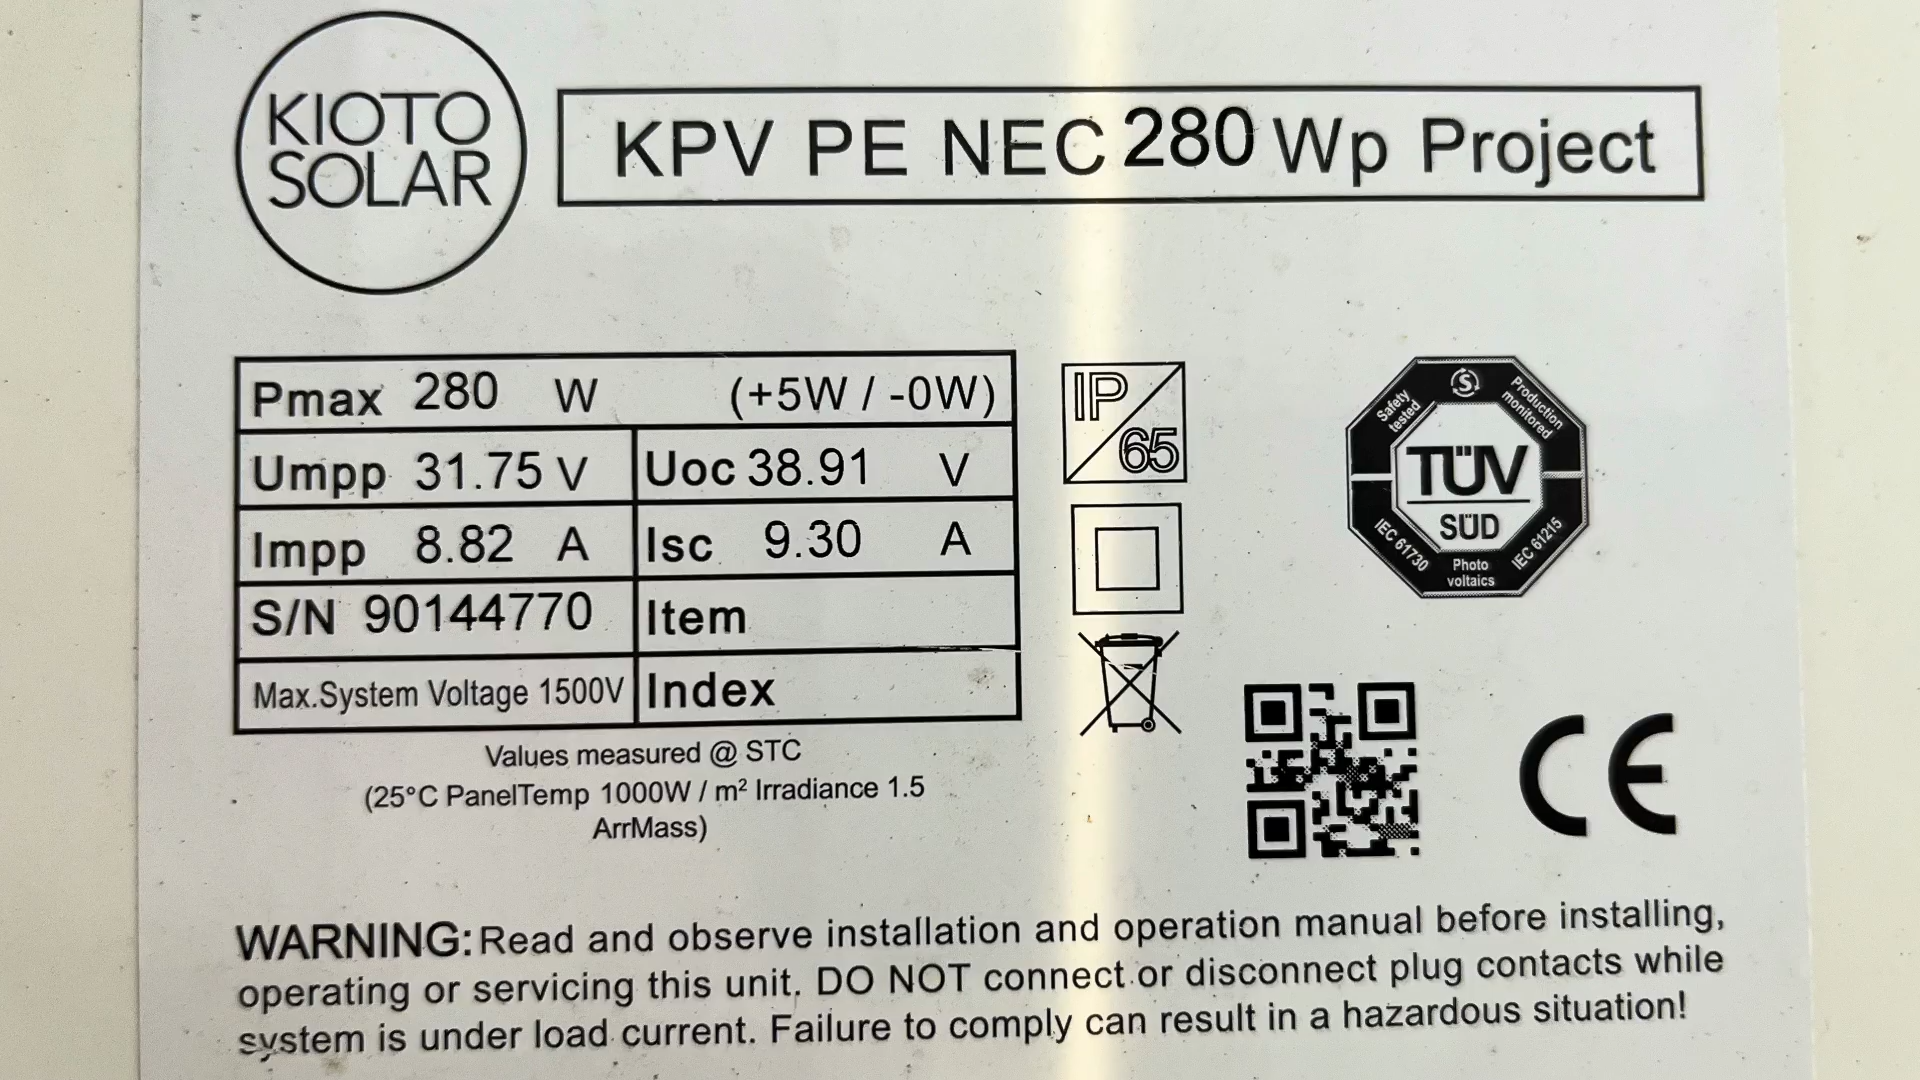 KIOTO
SOLAR
KPV PE NEC 280 Wp Project
Pmax 280 W (+5W / -0W)
Umpp 31.75 V Uoc 38.91 V
Impp 8.82 A Isc 9.30 A
S/N 90144770 Item
Max.System Voltage 1500V Index
Values measured @ STC
(25°C PanelTemp 1000W / m² Irradiance 1.5
ArrMass)
IP
65
Safety
tested
Production
monitored
TÜV
SÜD
IEC 61730
Photo
voltaics
IEC 61215
CE
WARNING: Read and observe installation and operation manual before installing,
operating or servicing this unit. DO NOT connect or disconnect plug contacts while
system is under load current. Failure to comply can result in a hazardous situation!